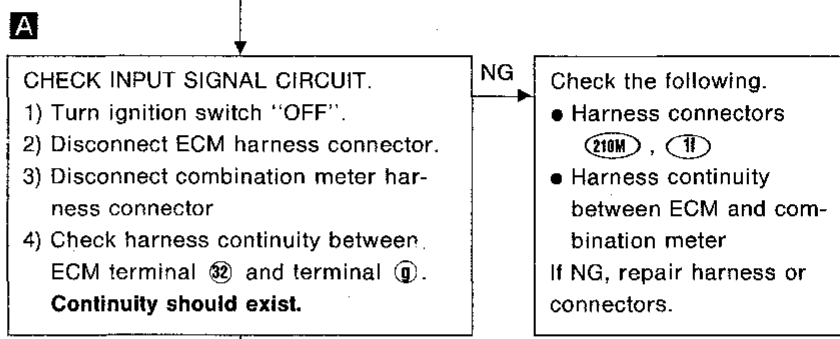 A
CHECK INPUT SIGNAL CIRCUIT.
1) Turn ignition switch "OFF".
2) Disconnect ECM harness connector.
3) Disconnect combination meter har-
ness connector
4) Check harness continuity between
ECM terminal 32 and terminal g.
Continuity should exist.
NG
Check the following.
● Harness connectors
210M , 1I
● Harness continuity
between ECM and com-
bination meter
If NG, repair harness or
connectors.